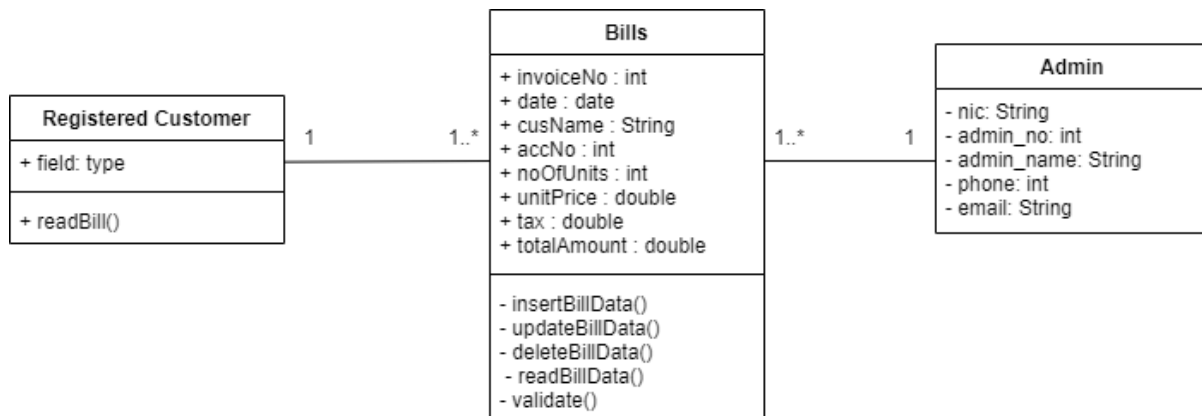 Registered Customer
+ field: type
+ readBill()
1
1..*
Bills
+ invoiceNo : int
+ date : date
+ cusName : String
+ accNo : int
+ noOfUnits : int
+ unitPrice : double
+ tax : double
+ totalAmount : double
- insertBillData()
- updateBillData()
- deleteBillData()
- readBillData()
- validate()
1..*
1
Admin
- nic: String
- admin_no: int
- admin_name: String
- phone: int
- email: String